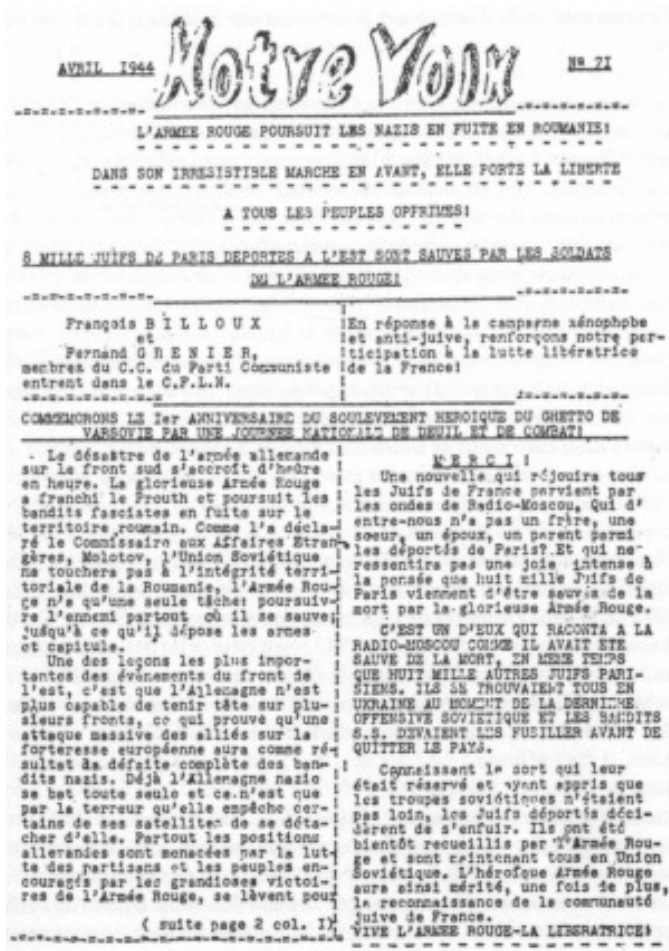 AVRIL 1944
Notre Voix
Nº 71
L'ARMEE ROUGE POURSUIT LES NAZIS EN FUITE EN ROUMANIE!
DANS SON IRRESISTIBLE MARCHE EN AVANT, ELLE PORTE LA LIBERTE
A TOUS LES PEUPLES OPPRIMES!
8 MILLE JUIFS DE PARIS DEPORTES A L'EST SONT SAUVES PAR LES SOLDATS
DE L'ARMEE ROUGE!
François B I L L O U X
et
Fernand G R E N I E R,
membres du C.C. du Parti Communiste
entrent dans le C.F.L.N.
En réponse à la campagne xénophobe
et anti-juive, renforçons notre par-
ticipation à la lutte libératrice
de la France!
COMMEMORONS LE Ier ANNIVERSAIRE DU SOULEVEMENT HEROIQUE DU GHETTO DE
VARSOVIE PAR UNE JOURNEE NATIONALE DE DEUIL ET DE COMBAT!
Le désastre de l'armée allemande
sur le front sud s'accroît d'heure
en heure. La glorieuse Armée Rouge
a franchi le Prouth et poursuit les
bandits fascistes en fuite sur le
territoire roumain. Comme l'a décla-
ré le Commissaire aux Affaires Etran-
gères, Molotov, l'Union Soviétique
ne touchera pas à l'intégrité terri-
toriale de la Roumanie, l'Armée Rou-
ge n'a qu'une seule tâche: poursuiv-
re l'ennemi partout où il se sauve;
jusqu'à ce qu'il dépose les armes
et capitule.
Une des leçons les plus impor-
tantes des événements du front de
l'est, c'est que l'Allemagne n'est
plus capable de tenir tête sur plu-
sieurs fronts, ce qui prouve qu'une
attaque massive des alliés sur la
forteresse européenne aura comme ré-
sultat la défaite complète des ban-
dits nazis. Déjà l'Allemagne nazie
se bat toute seule et ce n'est que
par la terreur qu'elle empêche cer-
tains de ses satellites de se déta-
cher d'elle. Partout les positions
allemandes sont menacées par la lut-
te des partisans et les peuples en-
couragés par les grandioses victoi-
res de l'Armée Rouge, se lèvent pour
( suite page 2 col. I)
M E R C I !
Une nouvelle qui réjouira tous
les Juifs de France parvient par
les ondes de Radio-Moscou, Qui d'
entre-nous n'a pas un frère, une
soeur, un époux, un parent parmi
les déportés de Paris? Et qui ne
ressentira pas une joie intense à
la pensée que huit mille Juifs de
Paris viennent d'être sauvés de la
mort par la glorieuse Armée Rouge.
C'EST UN D'EUX QUI RACONTA A LA
RADIO-MOSCOU COMME IL AVAIT ETE
SAUVE DE LA MORT, EN MEME TEMPS
QUE HUIT MILLE AUTRES JUIFS PARI-
SIENS. ILS SE TROUVAIENT TOUS EN
UKRAINE AU MOMENT DE LA DERNIERE
OFFENSIVE SOVIETIQUE ET LES BANDITS
S.S. DEVAIENT LES FUSILLER AVANT DE
QUITTER LE PAYS.
Connaissant le sort qui leur
était réservé et ayant appris que
les troupes soviétiques n'étaient
pas loin, les Juifs déportés déci-
dèrent de s'enfuir. Ils ont été
bientôt recueillis par l'Armée Rou-
ge et sont maintenant tous en Union
Soviétique. L'héroïque Armée Rouge
aura ainsi mérité, une fois de plus,
la reconnaissance de la communauté
juive de France.
VIVE L'ARMEE ROUGE-LA LIBERATRICE!